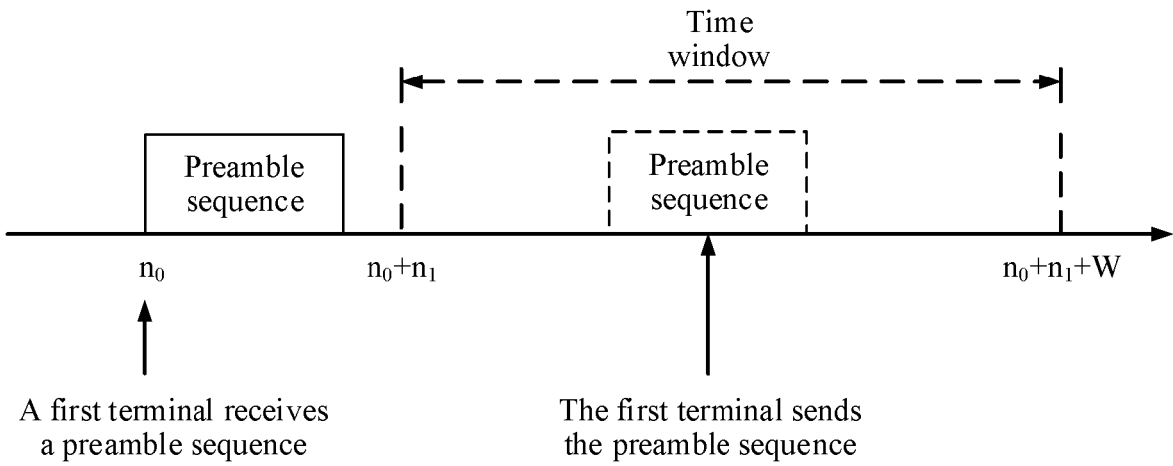 Time
window
Preamble
sequence
Preamble
sequence
n₀
n₀+n₁
n₀+n₁+W
A first terminal receives
a preamble sequence
The first terminal sends
the preamble sequence